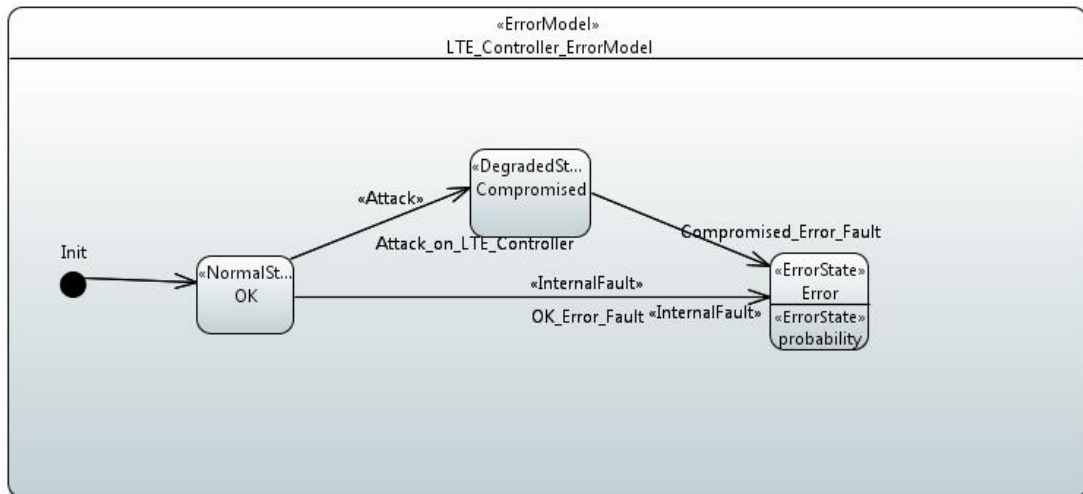 «ErrorModel»
LTE_Controller_ErrorModel
«DegradedSt...
Compromised
«Attack»
Attack_on_LTE_Controller
Compromised_Error_Fault
Init
«NormalSt...
OK
«ErrorState»
Error
«InternalFault»
OK_Error_Fault
«InternalFault»
«ErrorState»
probability